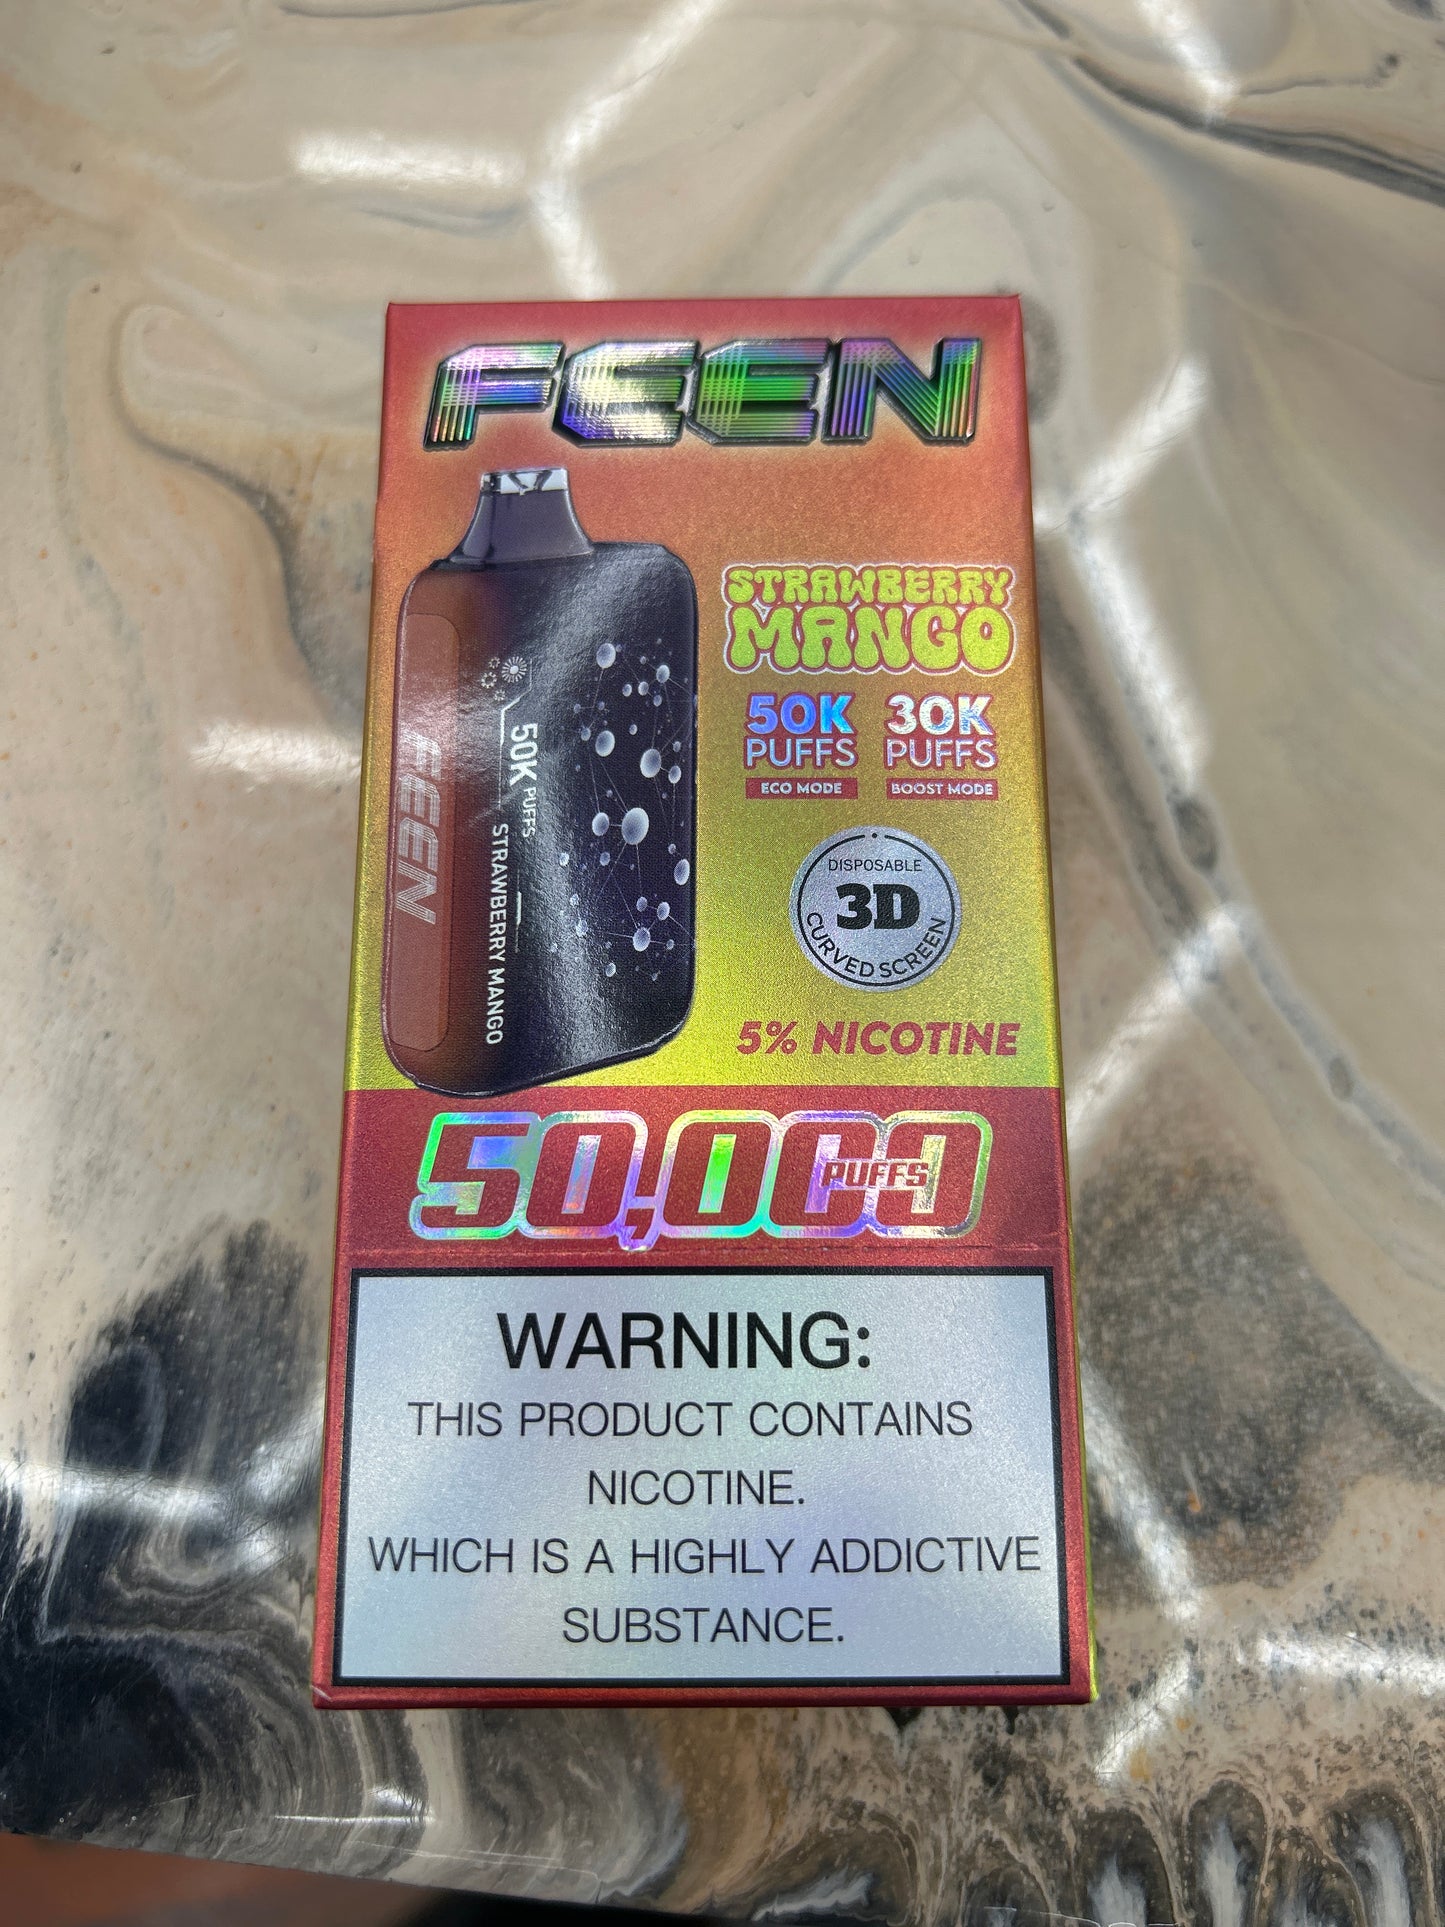 FEEN
STRAWBERRY
MANGO
50K
PUFFS
ECO MODE
30K
PUFFS
BOOST MODE
DISPOSABLE
3D
CURVED SCREEN
5% NICOTINE
FEEN
50K PUFFS
STRAWBERRY MANGO
50,000
PUFFS
WARNING:
THIS PRODUCT CONTAINS
NICOTINE.
WHICH IS A HIGHLY ADDICTIVE
SUBSTANCE.